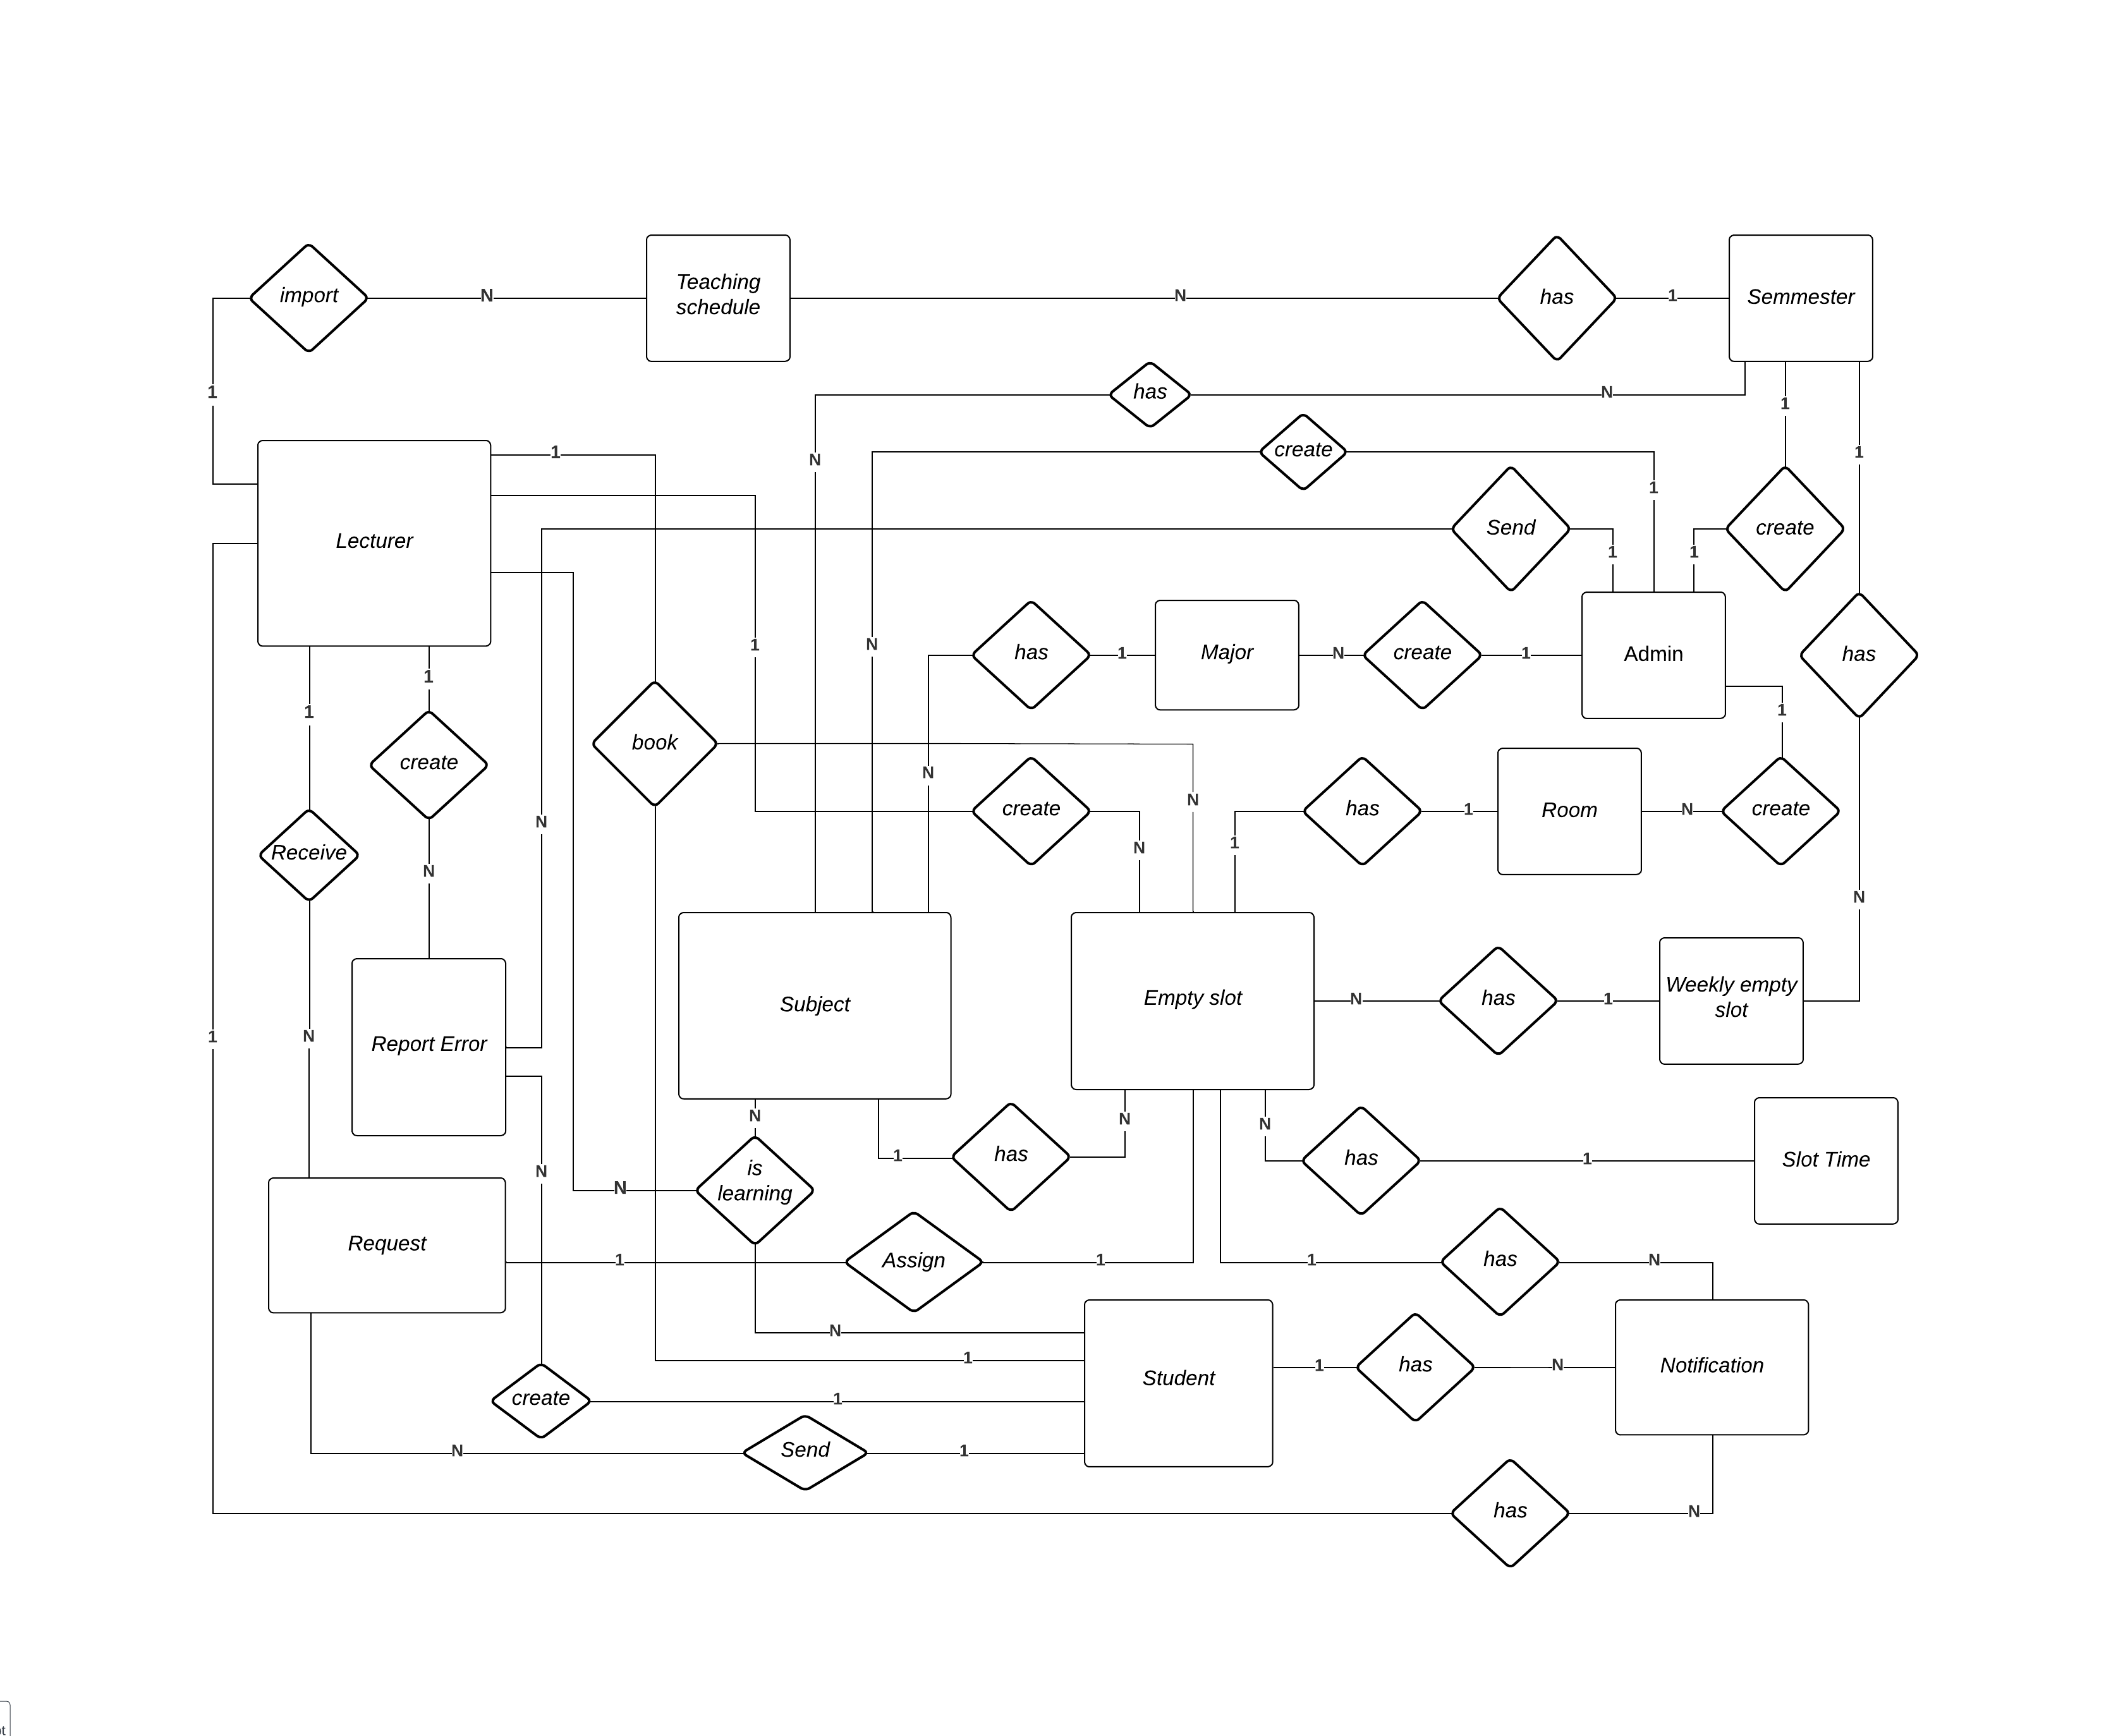 import
N
Teaching
schedule
N
has
1
Semmester
1
has
N
1
N
create
1
1
1
Lecturer
Send
create
1
1
has
1
Major
N
create
1
Admin
has
1
N
1
1
1
book
create
N
N
create
N
has
1
Room
N
create
N
1
N
Receive
N
N
Subject
Empty slot
N
has
1
Weekly empty
slot
1
N
Report Error
N
N
N
1
has
has
1
Slot Time
N
is
learning
N
Request
1
Assign
1
1
has
N
N
1
Student
1
has
N
Notification
create
1
N
Send
1
has
N
ot